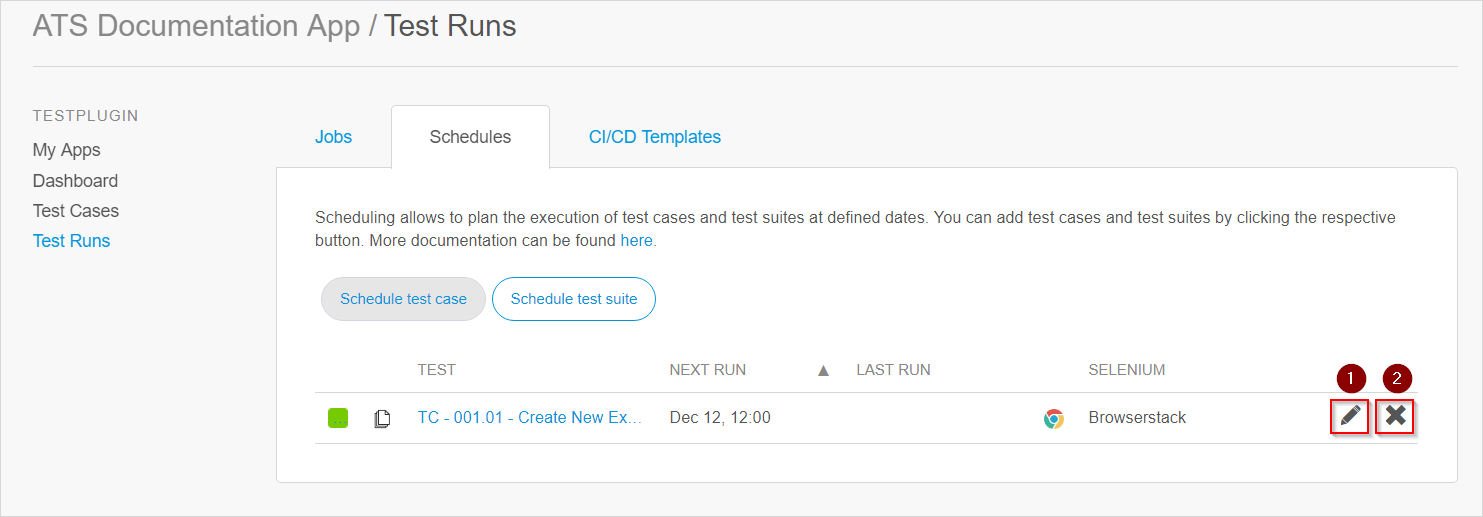 ATS Documentation App / Test Runs
TESTPLUGIN
My Apps
Dashboard
Test Cases
Test Runs
Jobs
Schedules
CI/CD Templates
Scheduling allows to plan the execution of test cases and test suites at defined dates. You can add test cases and test suites by clicking the respective
button. More documentation can be found here.
Schedule test case
Schedule test suite
TEST NEXT RUN ▲ LAST RUN SELENIUM
1 2
TC - 001.01 - Create New Ex... Dec 12, 12:00 Browserstack